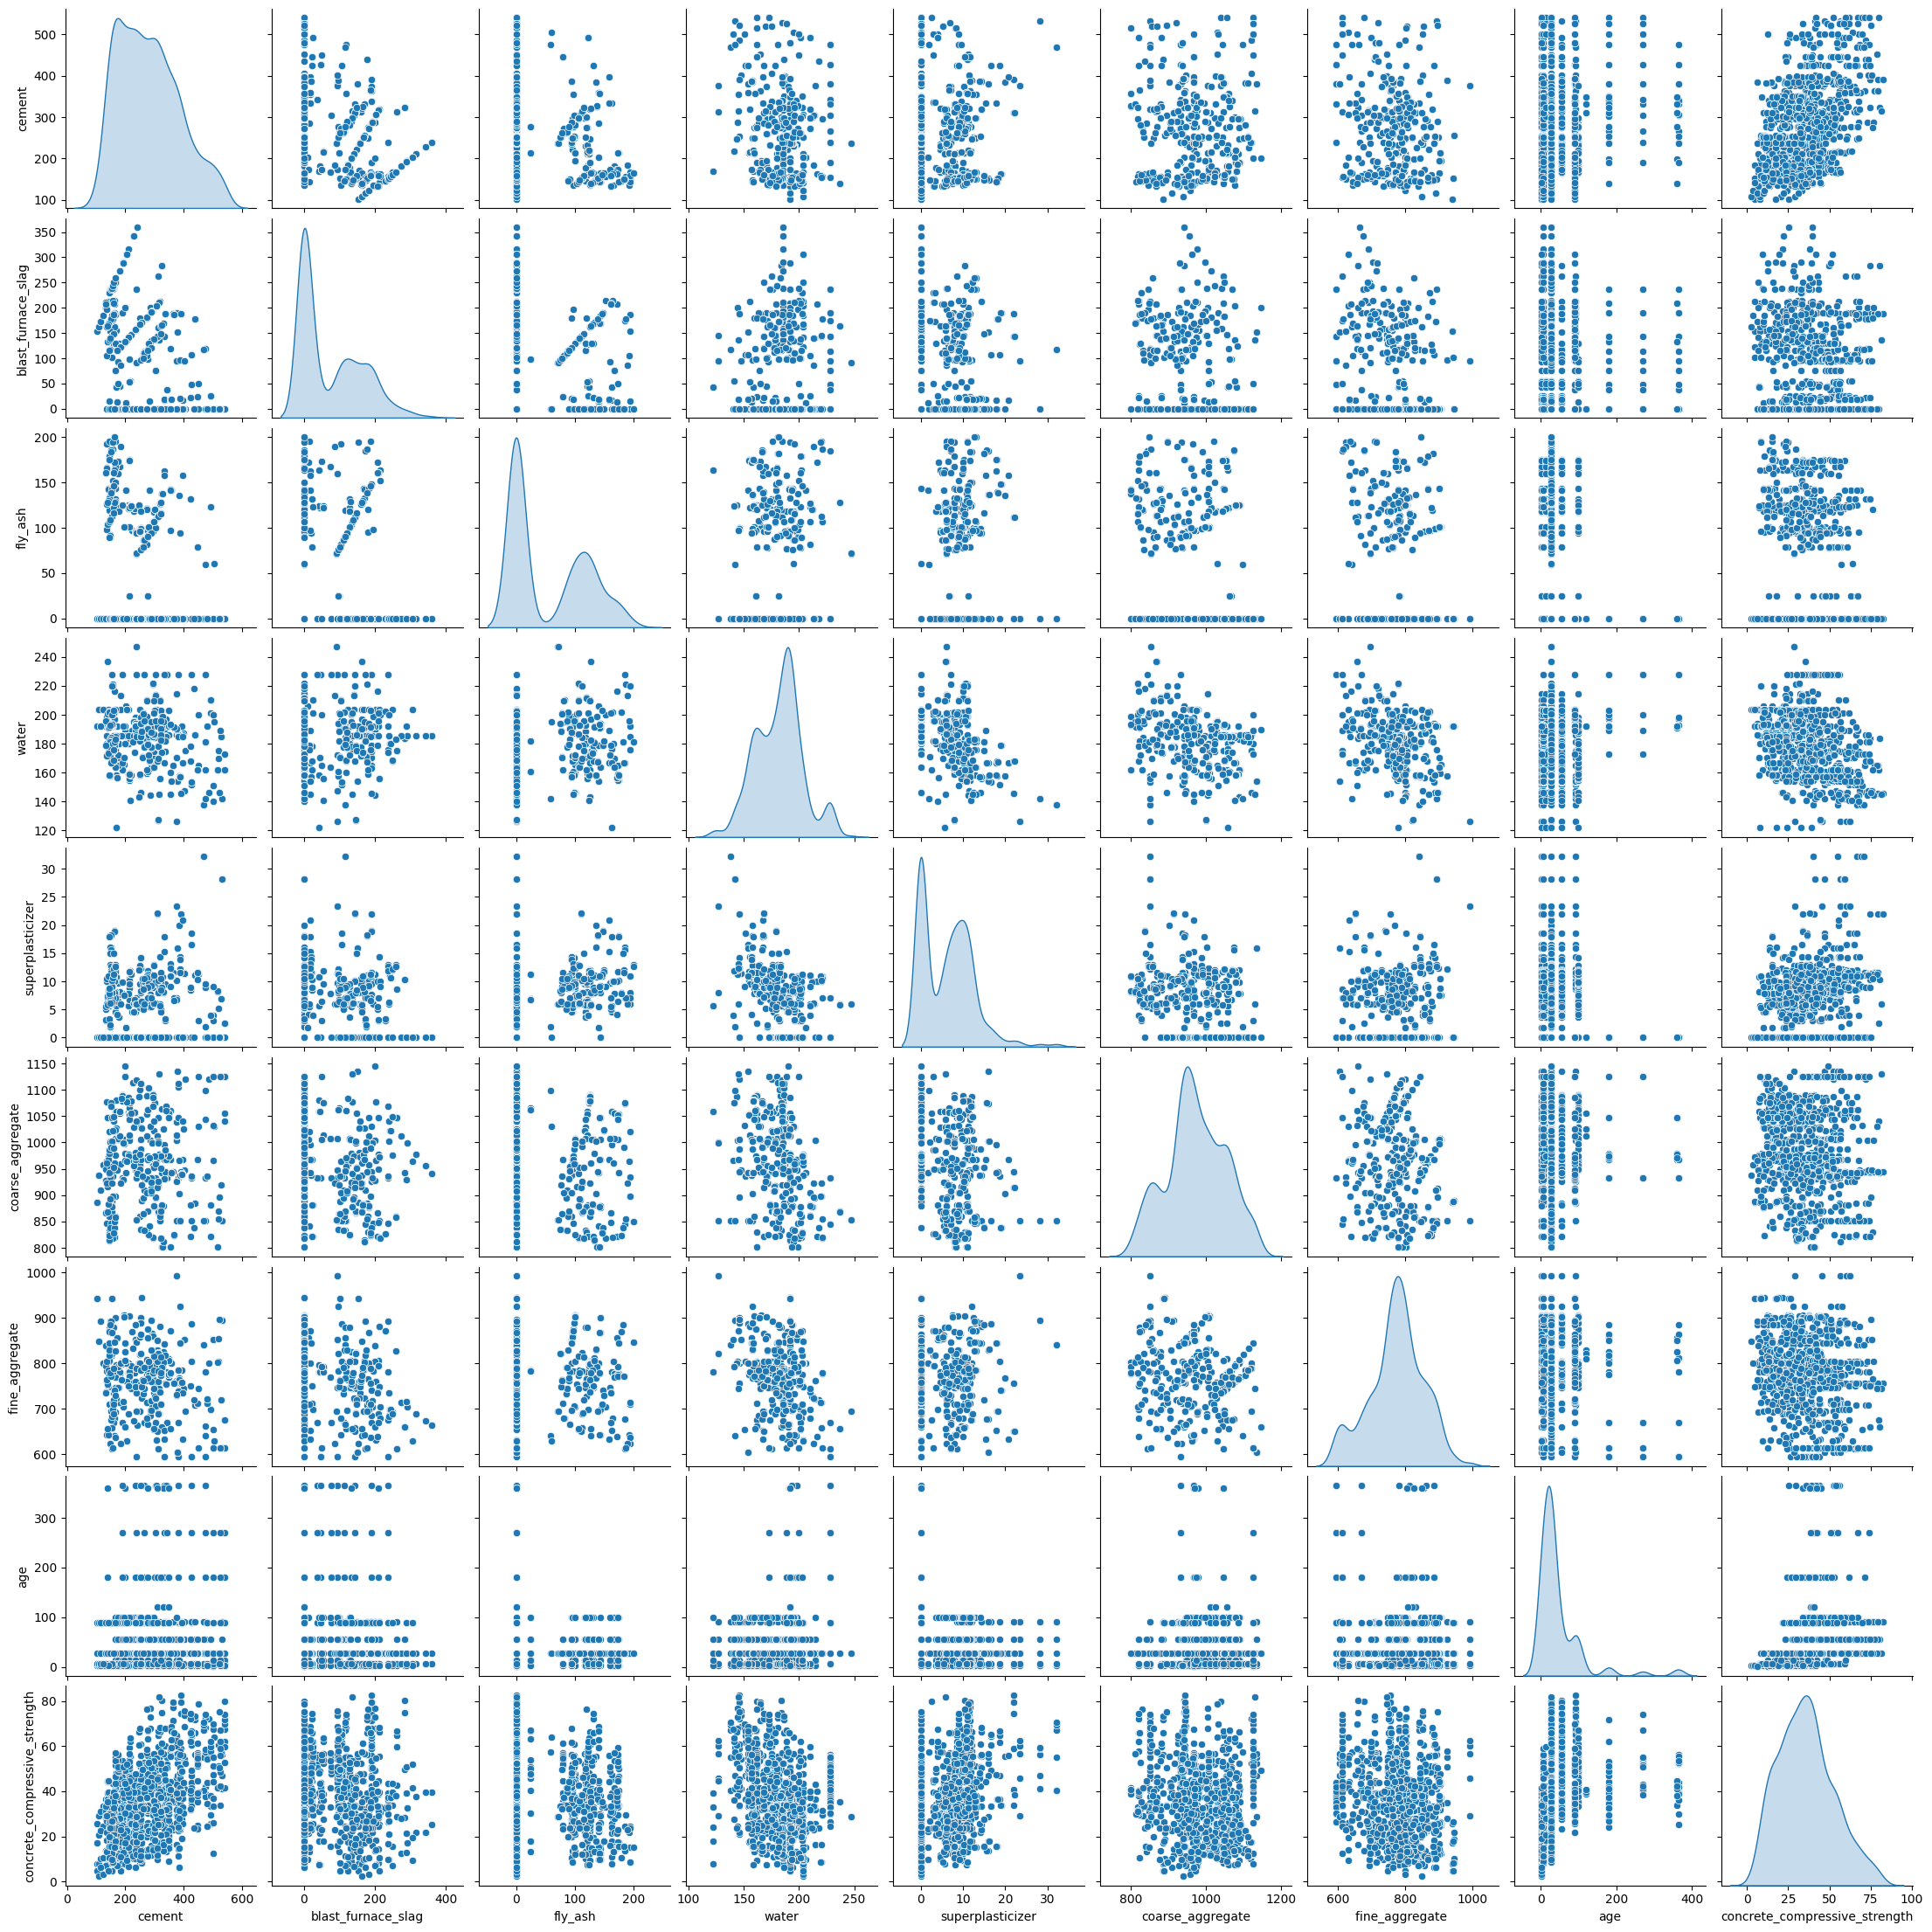 cement
500
400
300
200
100
blast_furnace_slag
350
300
250
200
150
100
50
0
fly_ash
200
150
100
50
0
water
240
220
200
180
160
140
120
superplasticizer
30
25
20
15
10
5
0
coarse_aggregate
1150
1100
1050
1000
950
900
850
800
fine_aggregate
1000
900
800
700
600
age
300
200
100
0
concrete_compressive_strength
80
60
40
20
0
0 200 400 600
0 200 400
0 100 200
100 150 200 250
0 10 20 30
800 1000 1200
600 800 1000
0 200 400
0 25 50 75 100
cement
blast_furnace_slag
fly_ash
water
superplasticizer
coarse_aggregate
fine_aggregate
age
concrete_compressive_strength